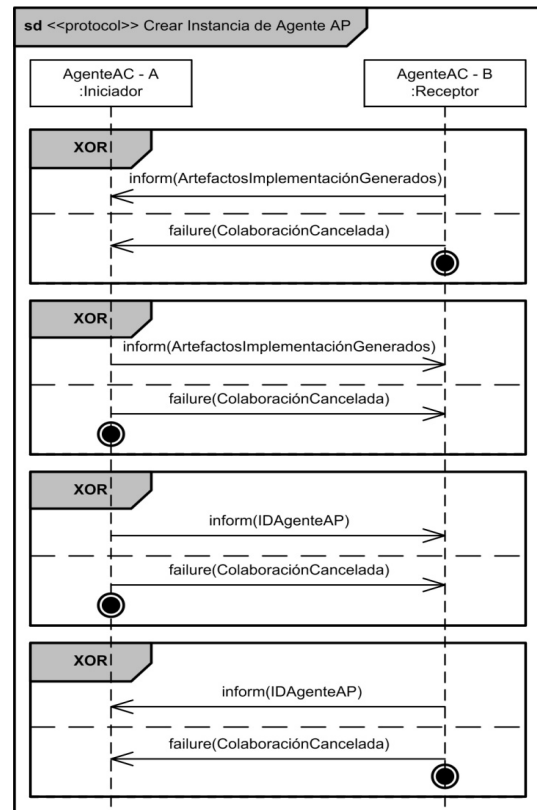 sd <<protocol>> Crear Instancia de Agente AP
AgenteAC - A
:Iniciador
AgenteAC - B
:Receptor
XOR
inform(ArtefactosImplementaciónGenerados)
failure(ColaboraciónCancelada)
XOR
inform(ArtefactosImplementaciónGenerados)
failure(ColaboraciónCancelada)
XOR
inform(IDAgenteAP)
failure(ColaboraciónCancelada)
XOR
inform(IDAgenteAP)
failure(ColaboraciónCancelada)